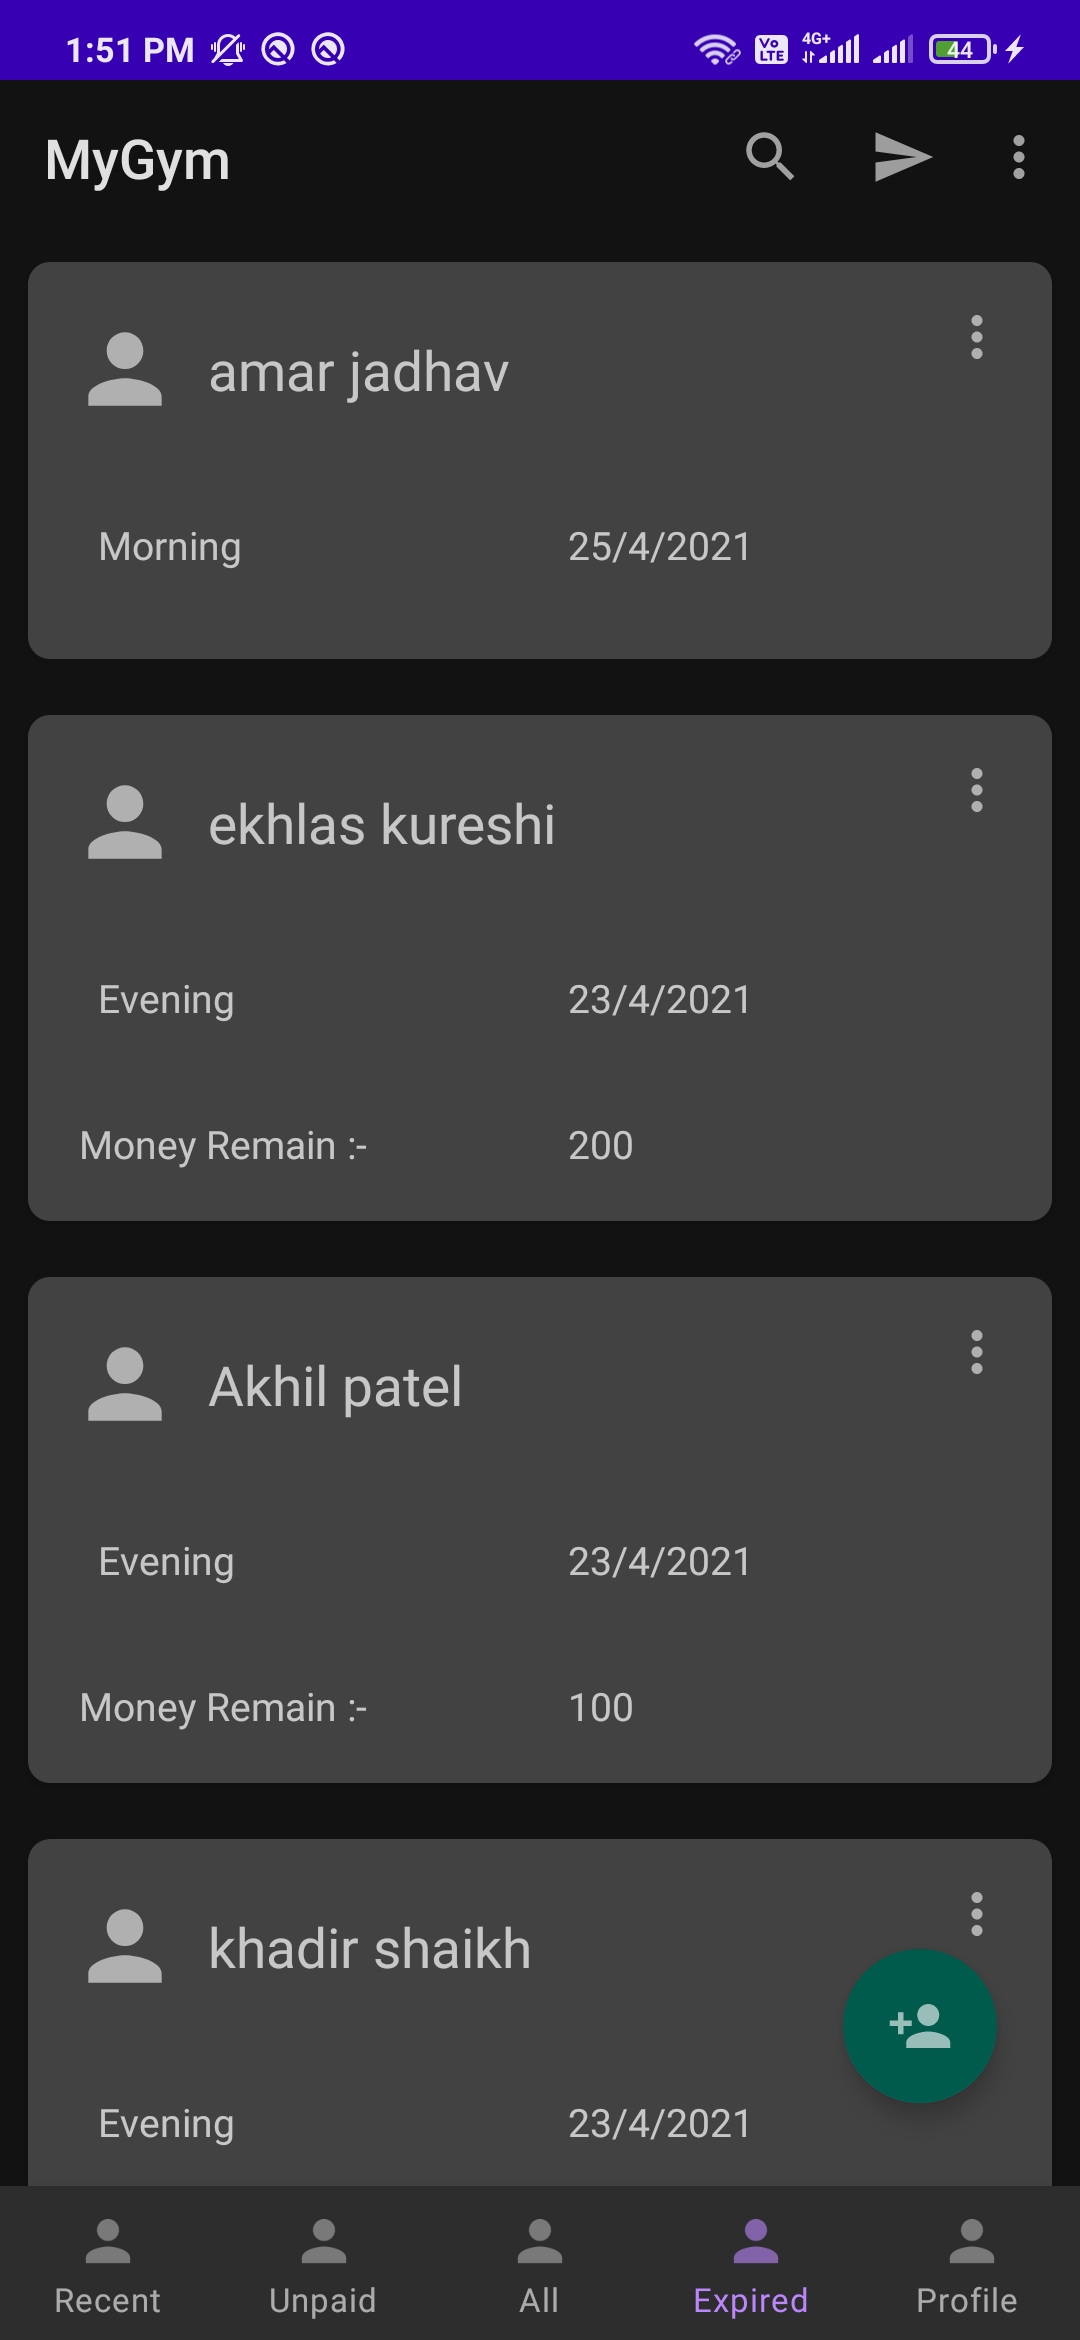 1:51 PM Vo LTE 4G+ 44
MyGym
amar jadhav
Morning 25/4/2021
ekhlas kureshi
Evening 23/4/2021
Money Remain :- 200
Akhil patel
Evening 23/4/2021
Money Remain :- 100
khadir shaikh
Evening 23/4/2021
Recent Unpaid All Expired Profile